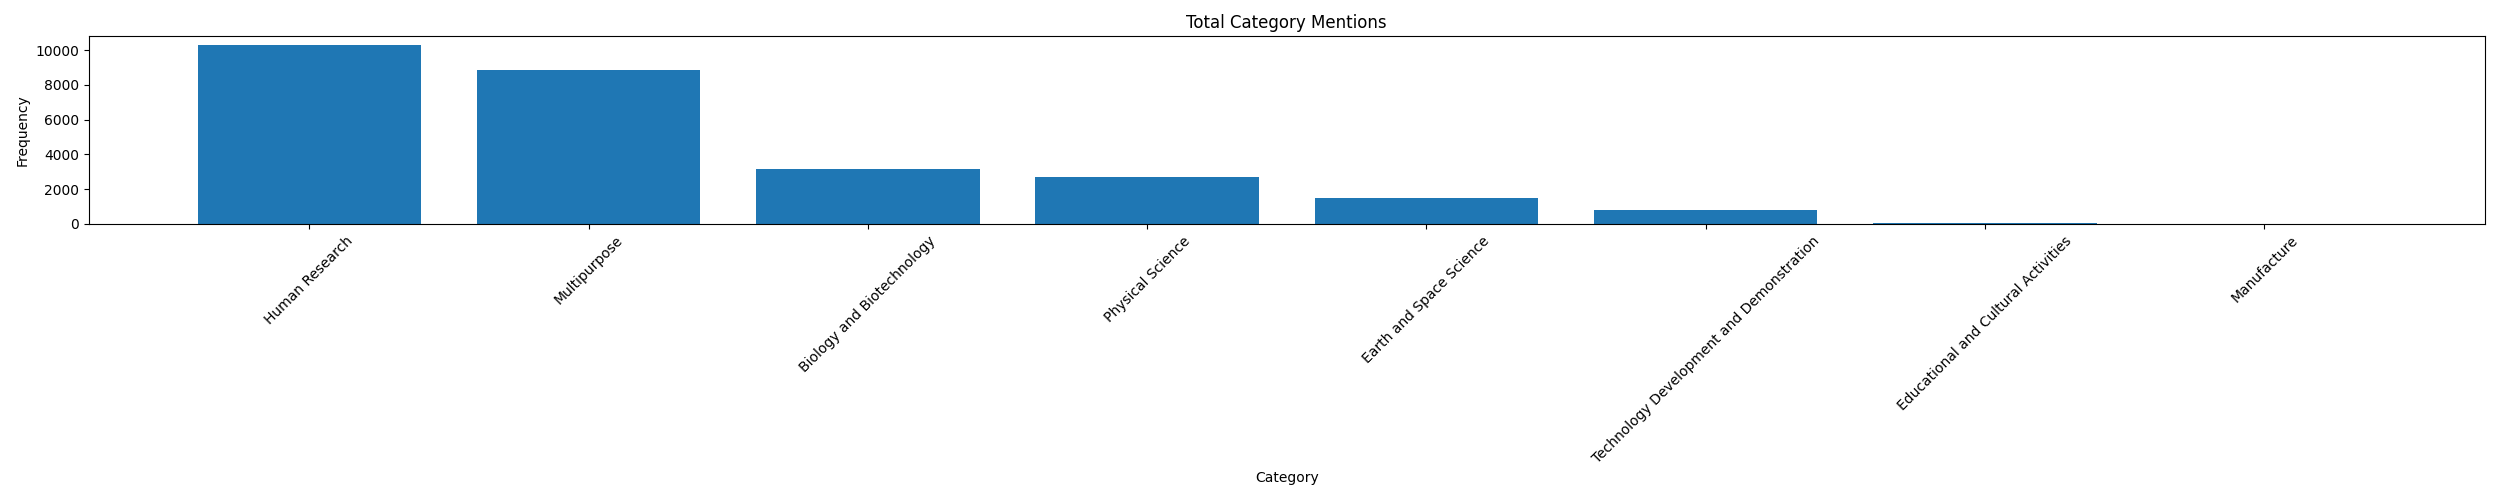 Total Category Mentions
Frequency
10000
8000
6000
4000
2000
0
Human Research
Multipurpose
Biology and Biotechnology
Physical Science
Earth and Space Science
Technology Development and Demonstration
Educational and Cultural Activities
Manufacture
Category